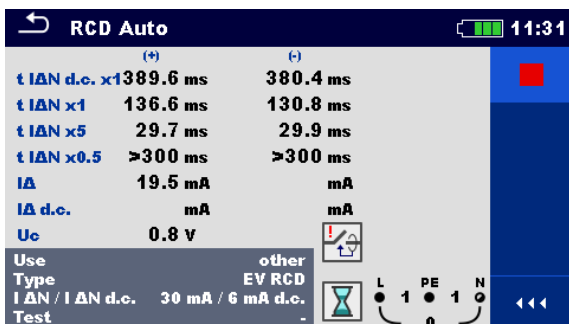 RCD Auto 11:31
(+) (-)
t IΔN d.c. x1 389.6 ms 380.4 ms
t IΔN x1 136.6 ms 130.8 ms
t IΔN x5 29.7 ms 29.9 ms
t IΔN x0.5 >300 ms >300 ms
IΔ 19.5 mA mA
IΔ d.c. mA mA
Uc 0.8 V
Use other
Type EV RCD
I ΔN / I ΔN d.c. 30 mA / 6 mA d.c.
Test -
L PE N
1 1
0